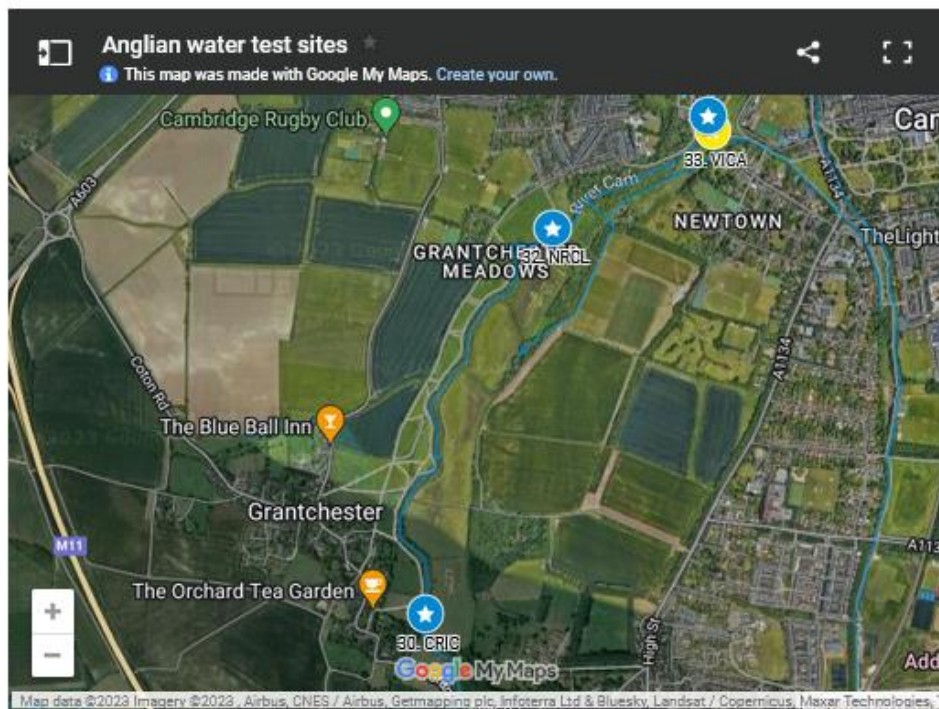 Anglian water test sites
This map was made with Google My Maps. Create your own.
Cambridge Rugby Club
Car
33. VICA
River Cam
A1134
A603
NEWTOWN
TheLight
GRANTCHESTER
32. NRCL
MEADOWS
A1134
Coton Rd
The Blue Ball Inn
Grantchester
M11
A113
The Orchard Tea Garden
30. CRIC
High St
Add
Google My Maps
Map data ©2023 Imagery ©2023 , Airbus, CNES / Airbus, Getmapping plc, Infoterra Ltd & Bluesky, Landsat / Copernicus, Maxar Technologies,